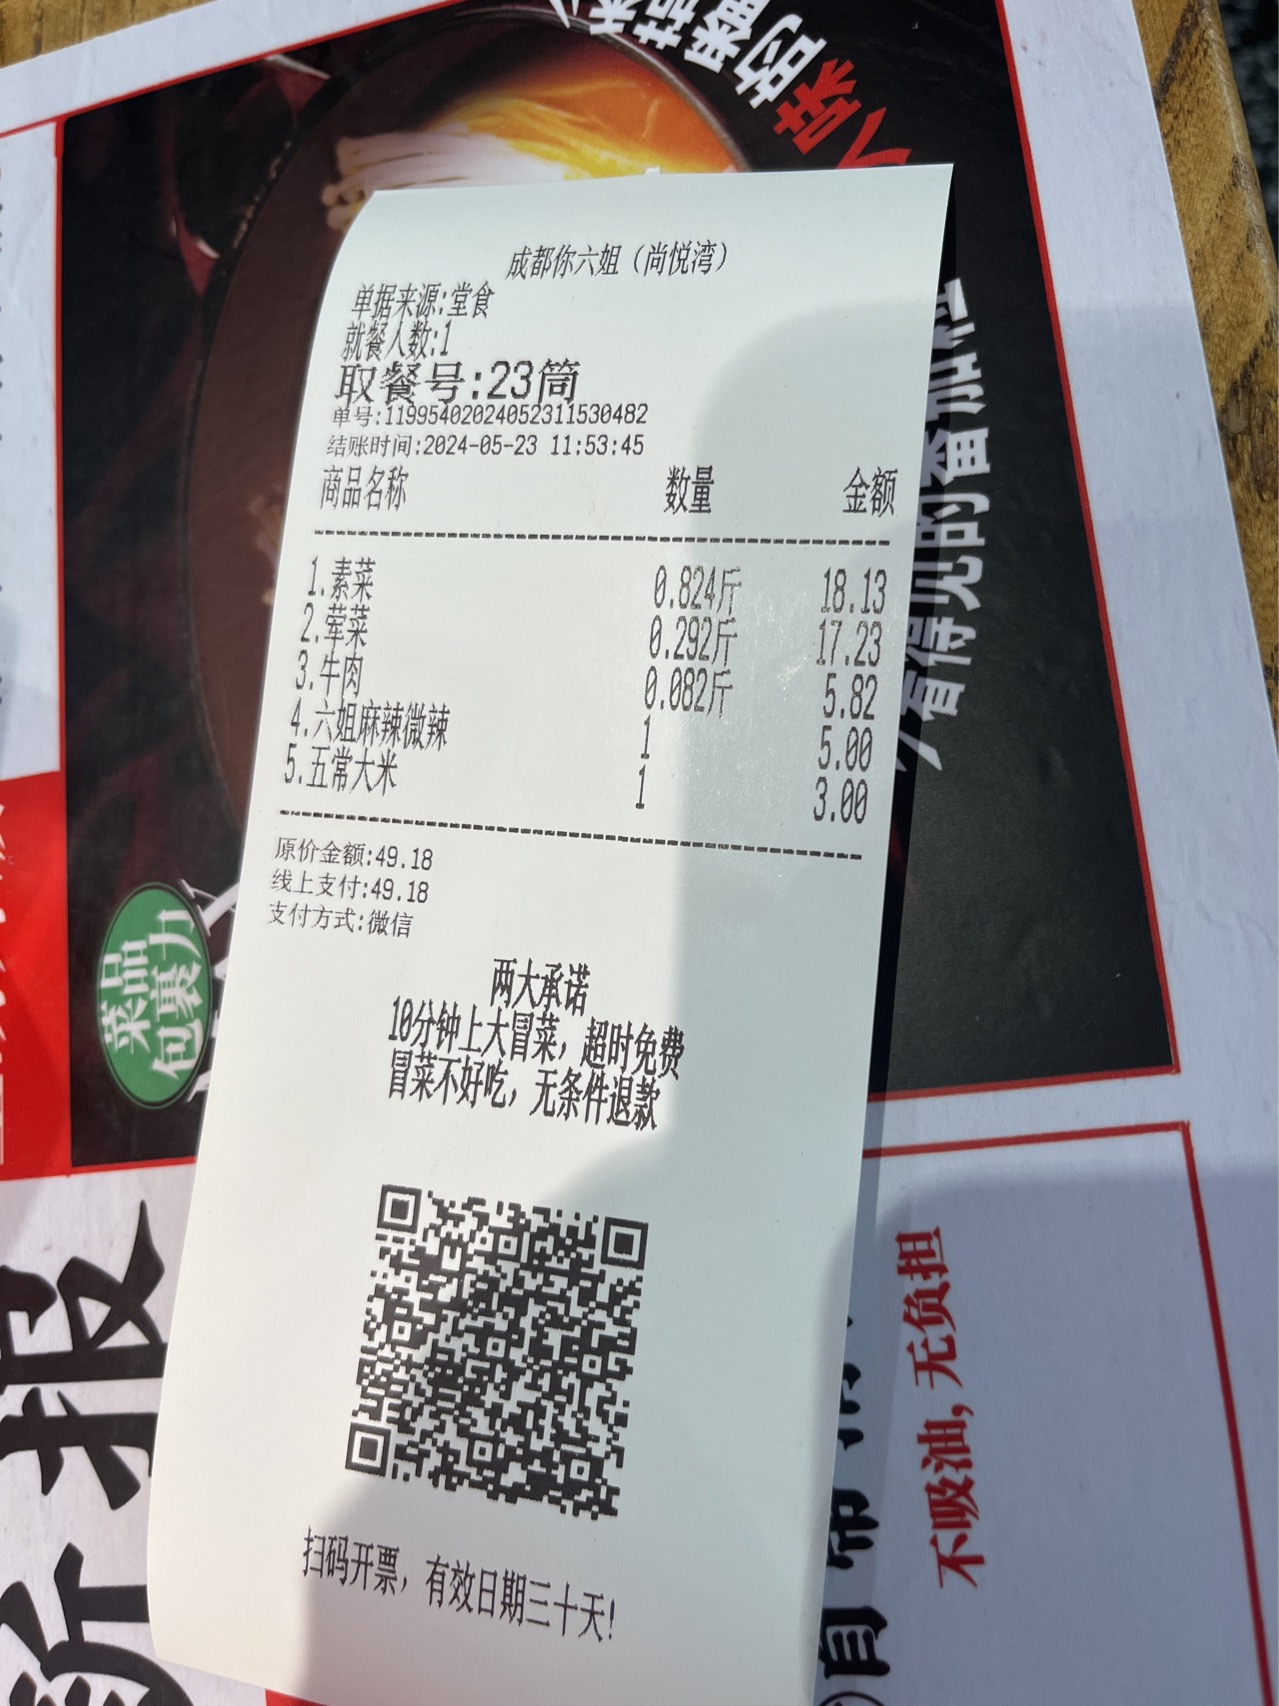 成都你六姐（尚悦湾）
单据来源:堂食
就餐人数:1
取餐号:23筒
单号:11995402024052311530482
结账时间:2024-05-23 11:53:45
商品名称 数量 金额
1.素菜 0.824斤 18.13
2.荤菜 0.292斤 17.23
3.牛肉 0.082斤 5.82
4.六姐麻辣微辣 1 5.00
5.五常大米 1 3.00
原价金额:49.18
线上支付:49.18
支付方式:微信
两大承诺
10分钟上大冒菜，超时免费
冒菜不好吃，无条件退款
扫码开票，有效日期三十天!
菜品
包裹力
看得见的番茄粒
不吸油，无负担